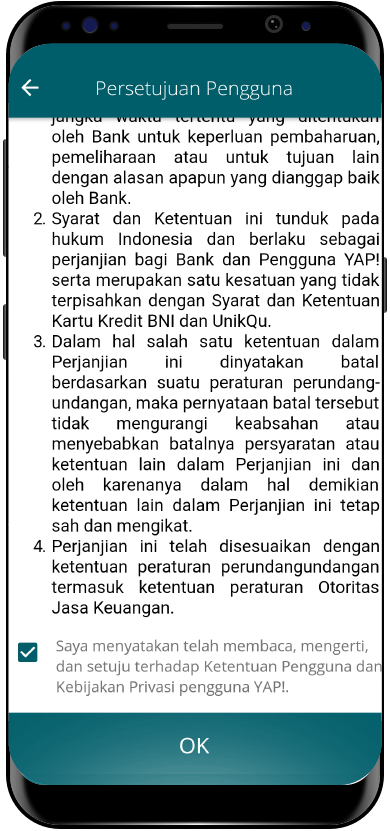 Persetujuan Pengguna
jangka waktu tertentu yang ditentukan
oleh Bank untuk keperluan pembaharuan,
pemeliharaan atau untuk tujuan lain
dengan alasan apapun yang dianggap baik
oleh Bank.
2. Syarat dan Ketentuan ini tunduk pada
hukum Indonesia dan berlaku sebagai
perjanjian bagi Bank dan Pengguna YAP!
serta merupakan satu kesatuan yang tidak
terpisahkan dengan Syarat dan Ketentuan
Kartu Kredit BNI dan UnikQu.
3. Dalam hal salah satu ketentuan dalam
Perjanjian ini dinyatakan batal
berdasarkan suatu peraturan perundang-
undangan, maka pernyataan batal tersebut
tidak mengurangi keabsahan atau
menyebabkan batalnya persyaratan atau
ketentuan lain dalam Perjanjian ini dan
oleh karenanya dalam hal demikian
ketentuan lain dalam Perjanjian ini tetap
sah dan mengikat.
4. Perjanjian ini telah disesuaikan dengan
ketentuan peraturan perundangundangan
termasuk ketentuan peraturan Otoritas
Jasa Keuangan.
Saya menyatakan telah membaca, mengerti,
dan setuju terhadap Ketentuan Pengguna dan
Kebijakan Privasi pengguna YAP!.
OK